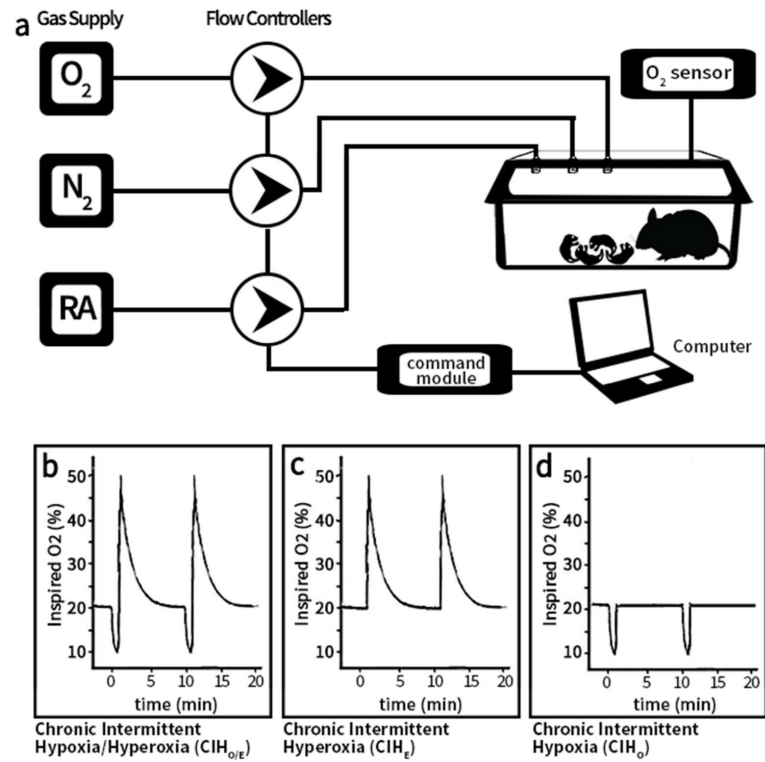 a
Gas Supply
Flow Controllers
O₂
O₂ sensor
N₂
RA
command
module
Computer
b
Inspired O2 (%)
50
40
30
20
10
0 5 10 15 20
time (min)
Chronic Intermittent
Hypoxia/Hyperoxia (CIH_O/E)
c
Inspired O2 (%)
50
40
30
20
10
0 5 10 15 20
time (min)
Chronic Intermittent
Hyperoxia (CIH_E)
d
Inspired O2 (%)
50
40
30
20
10
0 5 10 15 20
time (min)
Chronic Intermittent
Hypoxia (CIH_O)